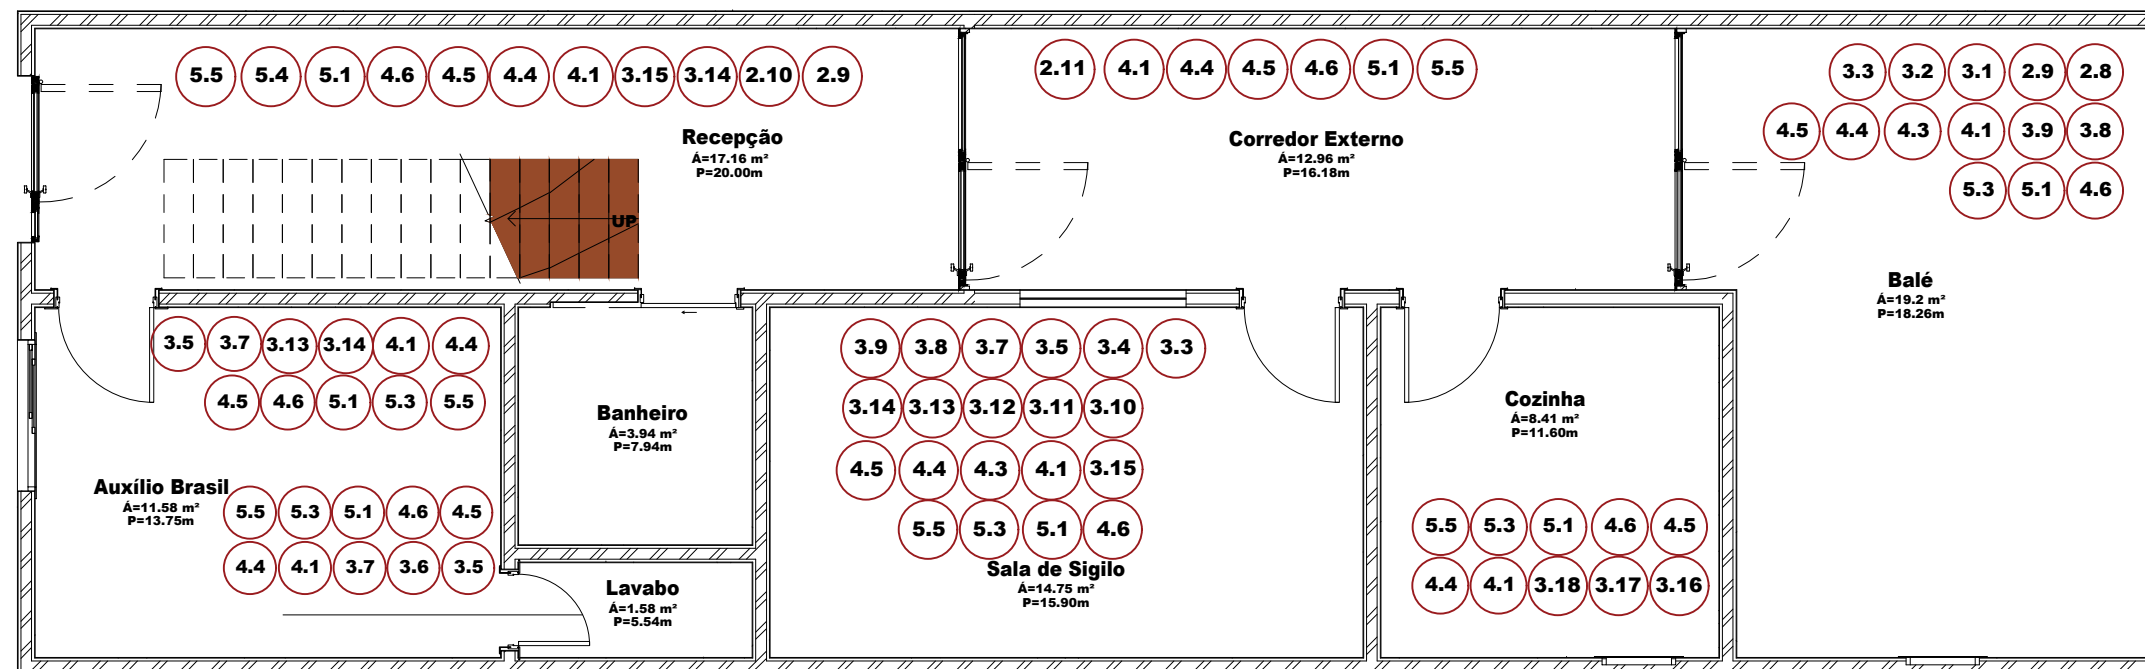 5.5 5.4 5.1 4.6 4.5 4.4 4.1 3.15 3.14 2.10 2.9
Recepção
Á=17.16 m²
P=20.00m
UP
2.11 4.1 4.4 4.5 4.6 5.1 5.5
Corredor Externo
Á=12.96 m²
P=16.18m
3.3 3.2 3.1 2.9 2.8
4.5 4.4 4.3 4.1 3.9 3.8
5.3 5.1 4.6
Balé
Á=19.2 m²
P=18.26m
3.5 3.7 3.13 3.14 4.1 4.4
4.5 4.6 5.1 5.3 5.5
Auxílio Brasil
Á=11.58 m²
P=13.75m
5.5 5.3 5.1 4.6 4.5
4.4 4.1 3.7 3.6 3.5
Banheiro
Á=3.94 m²
P=7.94m
Lavabo
Á=1.58 m²
P=5.54m
3.9 3.8 3.7 3.5 3.4 3.3
3.14 3.13 3.12 3.11 3.10
4.5 4.4 4.3 4.1 3.15
5.5 5.3 5.1 4.6
Sala de Sigilo
Á=14.75 m²
P=15.90m
Cozinha
Á=8.41 m²
P=11.60m
5.5 5.3 5.1 4.6 4.5
4.4 4.1 3.18 3.17 3.16